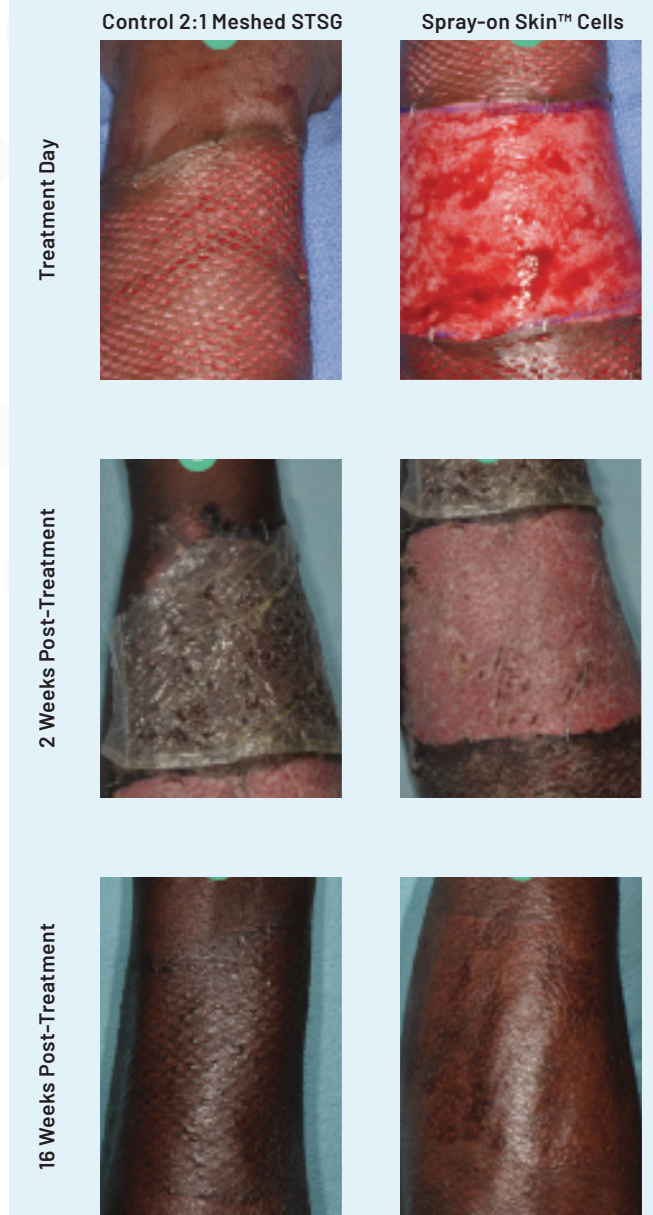 Control 2:1 Meshed STSG
Spray-on Skin™ Cells
Treatment Day
2 Weeks Post-Treatment
16 Weeks Post-Treatment